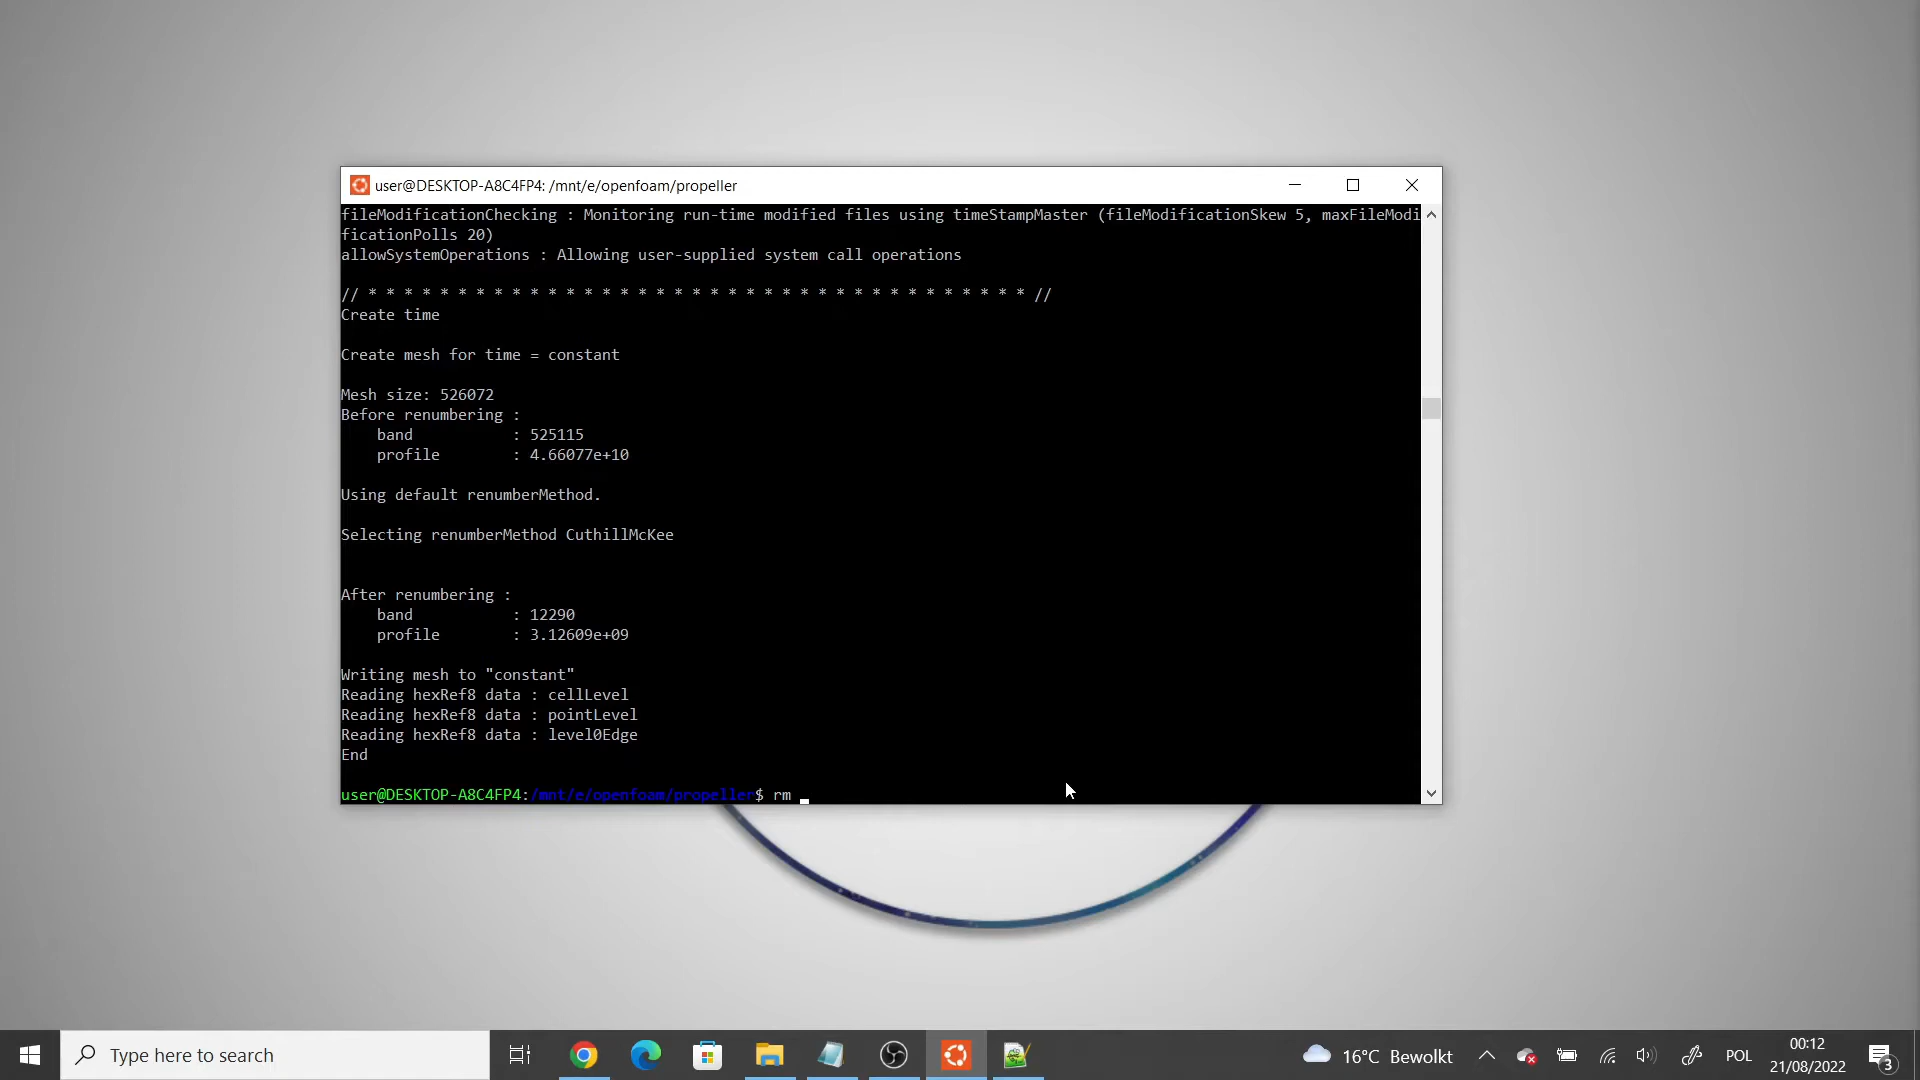 user@DESKTOP-A8C4FP4: /mnt/e/openfoam/propeller
fileModificationChecking : Monitoring run-time modified files using timeStampMaster (fileModificationSkew 5, maxFileModi
ficationPolls 20)
allowSystemOperations : Allowing user-supplied system call operations
// * * * * * * * * * * * * * * * * * * * * * * * * * * * * * * * * * * * * * //
Create time
Create mesh for time = constant
Mesh size: 526072
Before renumbering :
band : 525115
profile : 4.66077e+10
Using default renumberMethod.
Selecting renumberMethod CuthillMcKee
After renumbering :
band : 12290
profile : 3.12609e+09
Writing mesh to "constant"
Reading hexRef8 data : cellLevel
Reading hexRef8 data : pointLevel
Reading hexRef8 data : level0Edge
End
user@DESKTOP-A8C4FP4:/mnt/e/openfoam/propeller$ rm
Type here to search
16°C Bewolkt
POL
00:12
21/08/2022
3